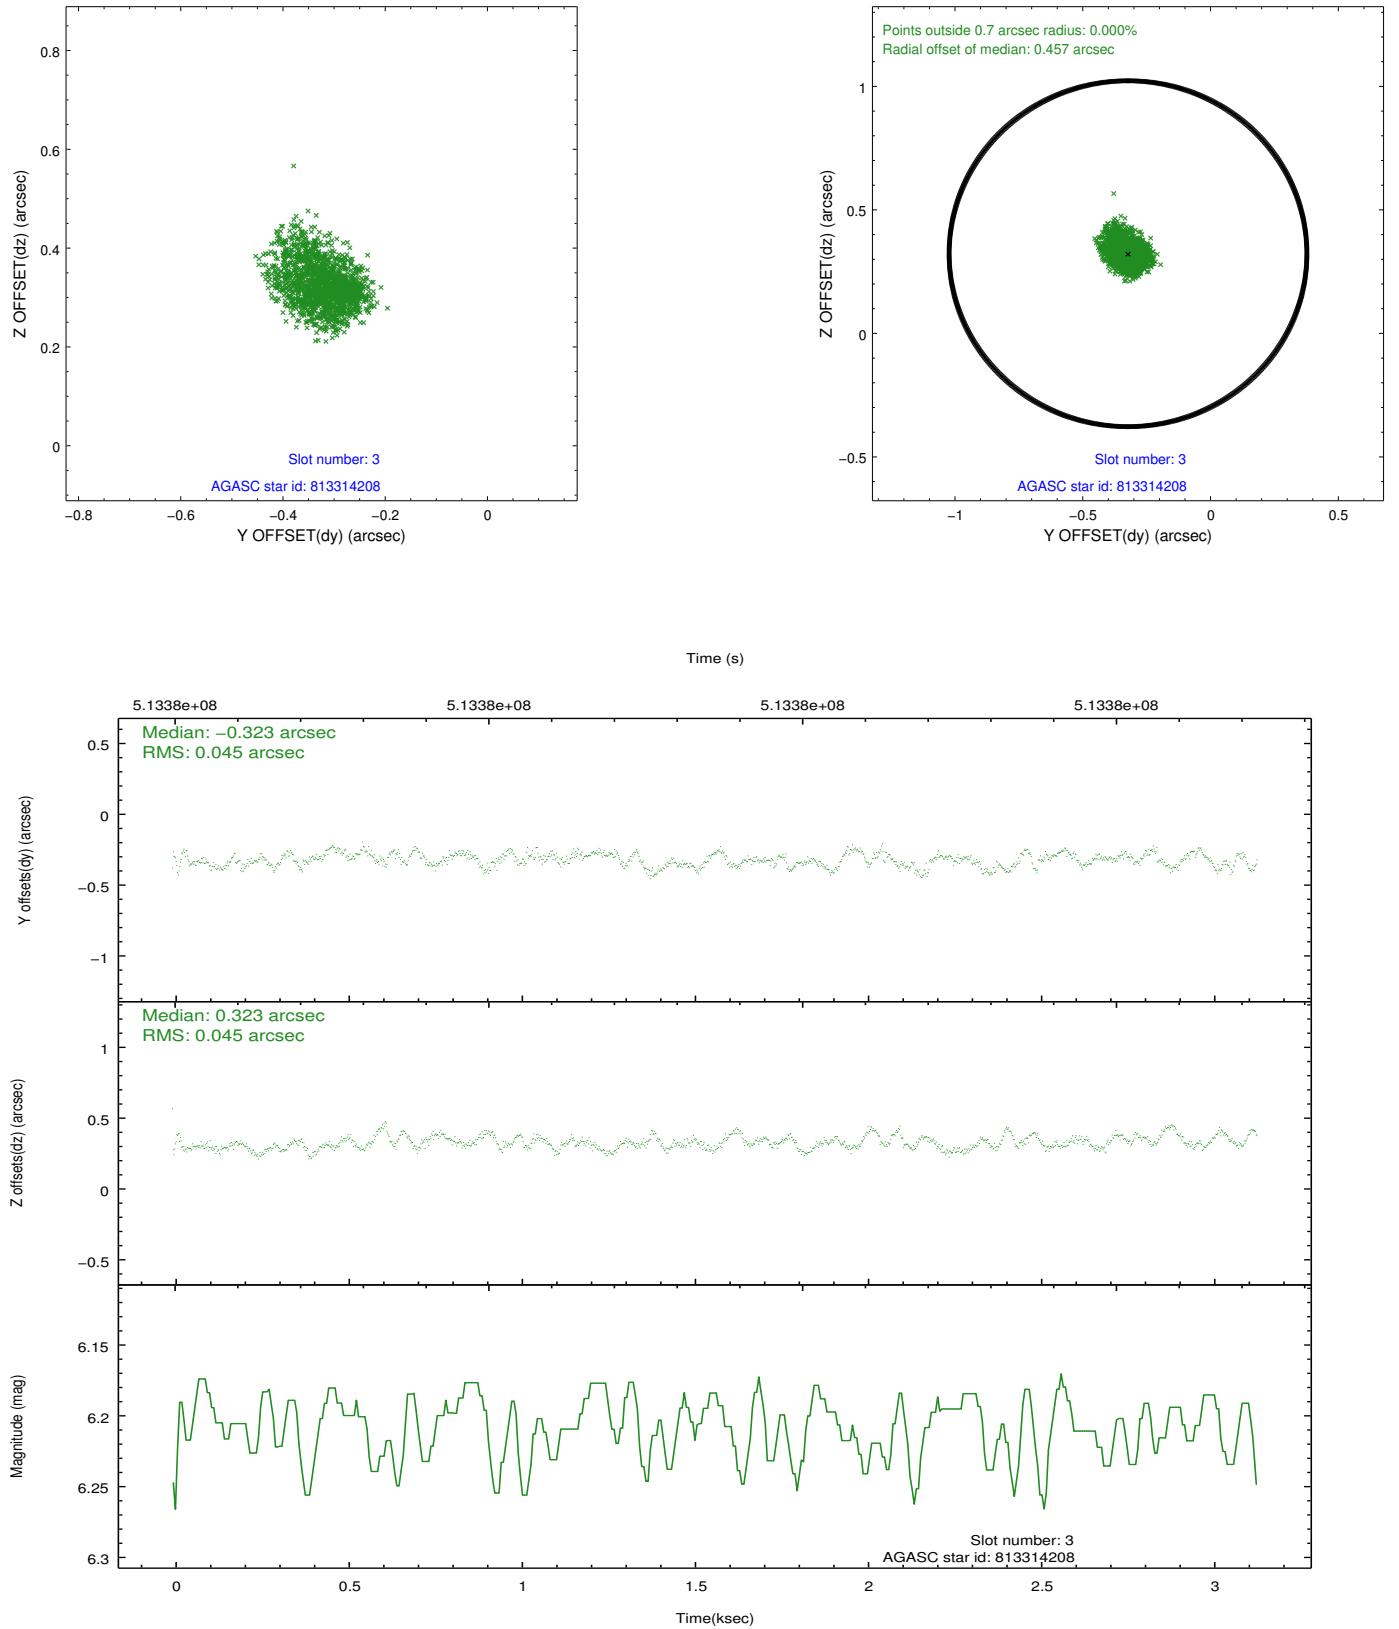 0.8
0.6
0.4
0.2
0
Z OFFSET(dz) (arcsec)
Slot number: 3
AGASC star id: 813314208
−0.8 −0.6 −0.4 −0.2 0
Y OFFSET(dy) (arcsec)
Points outside 0.7 arcsec radius: 0.000%
Radial offset of median: 0.457 arcsec
1
0.5
0
−0.5
Z OFFSET(dz) (arcsec)
Slot number: 3
AGASC star id: 813314208
−1 −0.5 0 0.5
Y OFFSET(dy) (arcsec)
Time (s)
5.1338e+08 5.1338e+08 5.1338e+08 5.1338e+08
Median: −0.323 arcsec
RMS: 0.045 arcsec
0.5
0
−0.5
−1
Y offsets(dy) (arcsec)
Median: 0.323 arcsec
RMS: 0.045 arcsec
1
0.5
0
−0.5
Z offsets(dz) (arcsec)
6.15
6.2
6.25
6.3
Magnitude (mag)
Slot number: 3
AGASC star id: 813314208
0 0.5 1 1.5 2 2.5 3
Time(ksec)